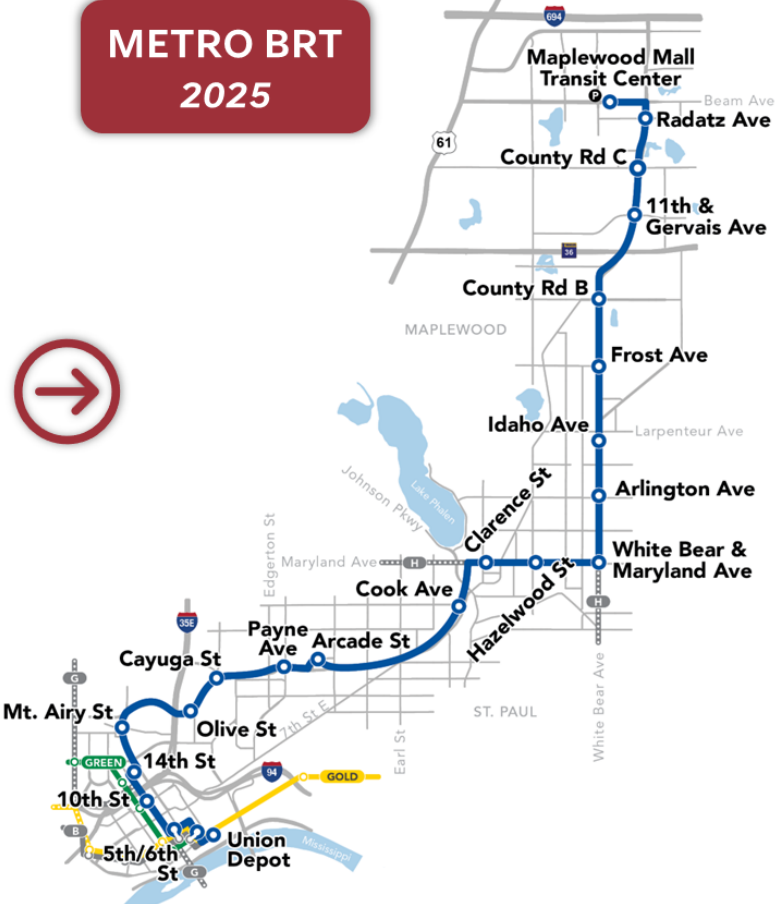 METRO BRT
2025
694
Maplewood Mall
Transit Center
P
Beam Ave
Radatz Ave
61
County Rd C
11th &
Gervais Ave
36
County Rd B
MAPLEWOOD
Frost Ave
Idaho Ave
Larpenteur Ave
Lake Phalen
Johnson Pkwy
Clarence St
Arlington Ave
Edgerton St
Maryland Ave
H
White Bear &
Maryland Ave
Hazelwood St
Cook Ave
H
35E
Payne
Ave
Arcade St
Cayuga St
G
White Bear Ave
Mt. Airy St
Olive St
7th St E
Earl St
ST. PAUL
GREEN
14th St
94
GOLD
10th St
B
5th/6th
St
G
Union
Depot
Mississippi